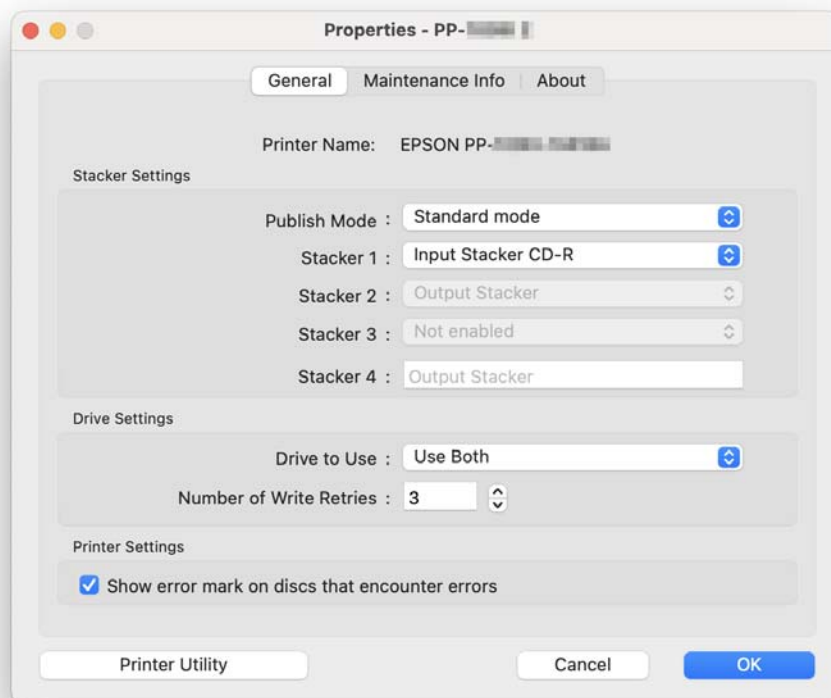 Properties - PP-
General Maintenance Info About
Printer Name: EPSON PP-
Stacker Settings
Publish Mode : Standard mode
Stacker 1 : Input Stacker CD-R
Stacker 2 : Output Stacker
Stacker 3 : Not enabled
Stacker 4 : Output Stacker
Drive Settings
Drive to Use : Use Both
Number of Write Retries : 3
Printer Settings
Show error mark on discs that encounter errors
Printer Utility Cancel OK